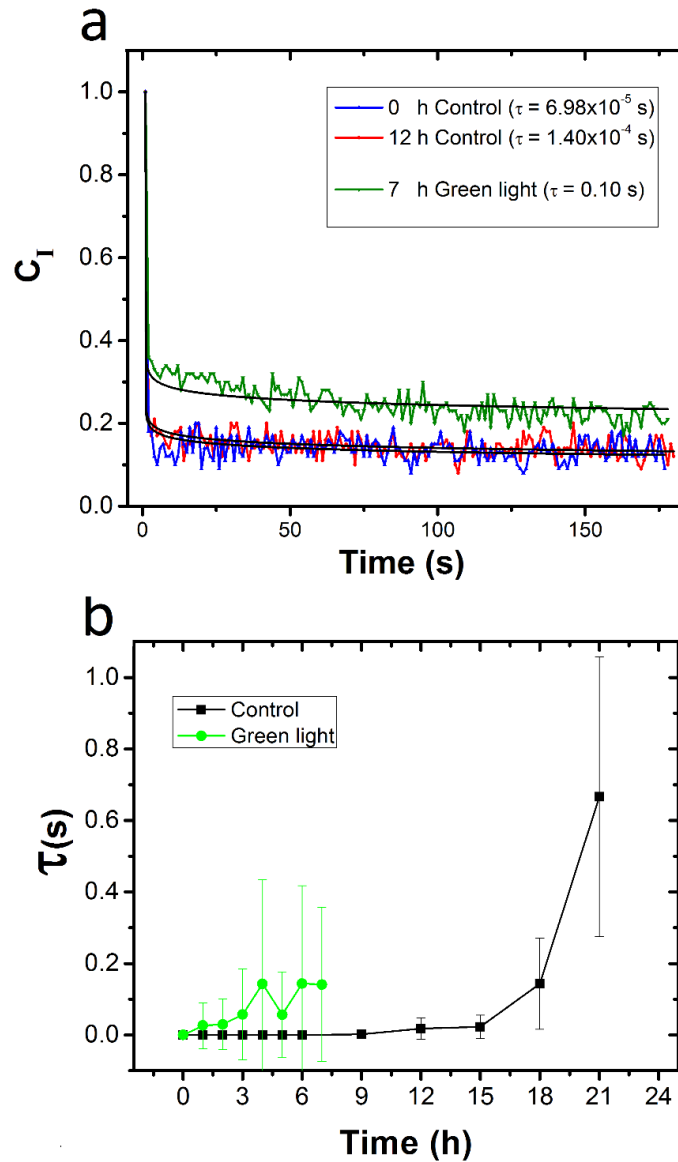 a
1.0
0.8
0.6
0.4
0.2
0.0
C_I
0 h Control (τ = 6.98x10⁻⁵ s)
12 h Control (τ = 1.40x10⁻⁴ s)
7 h Green light (τ = 0.10 s)
0 50 100 150
Time (s)
b
1.0
0.8
0.6
0.4
0.2
0.0
τ(s)
Control
Green light
0 3 6 9 12 15 18 21 24
Time (h)